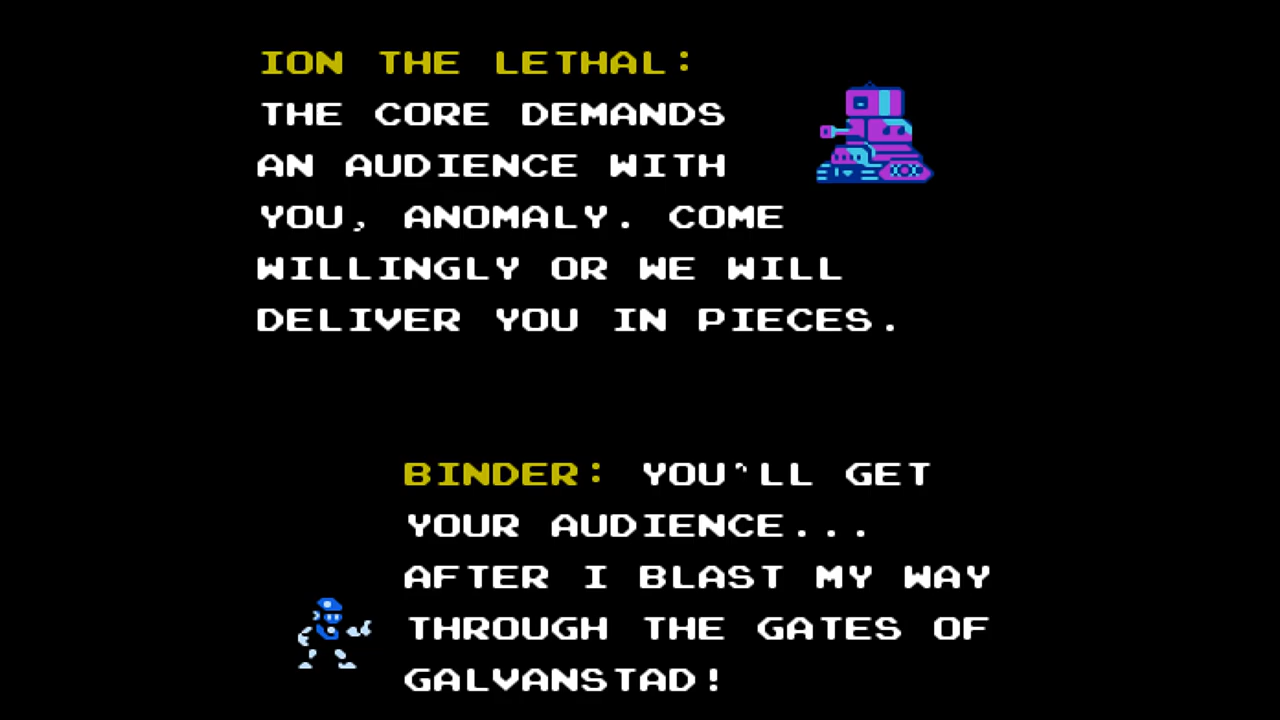 ION THE LETHAL:
THE CORE DEMANDS
AN AUDIENCE WITH
YOU, ANOMALY. COME
WILLINGLY OR WE WILL
DELIVER YOU IN PIECES.
BINDER: YOU'LL GET
YOUR AUDIENCE...
AFTER I BLAST MY WAY
THROUGH THE GATES OF
GALVANSTAD!